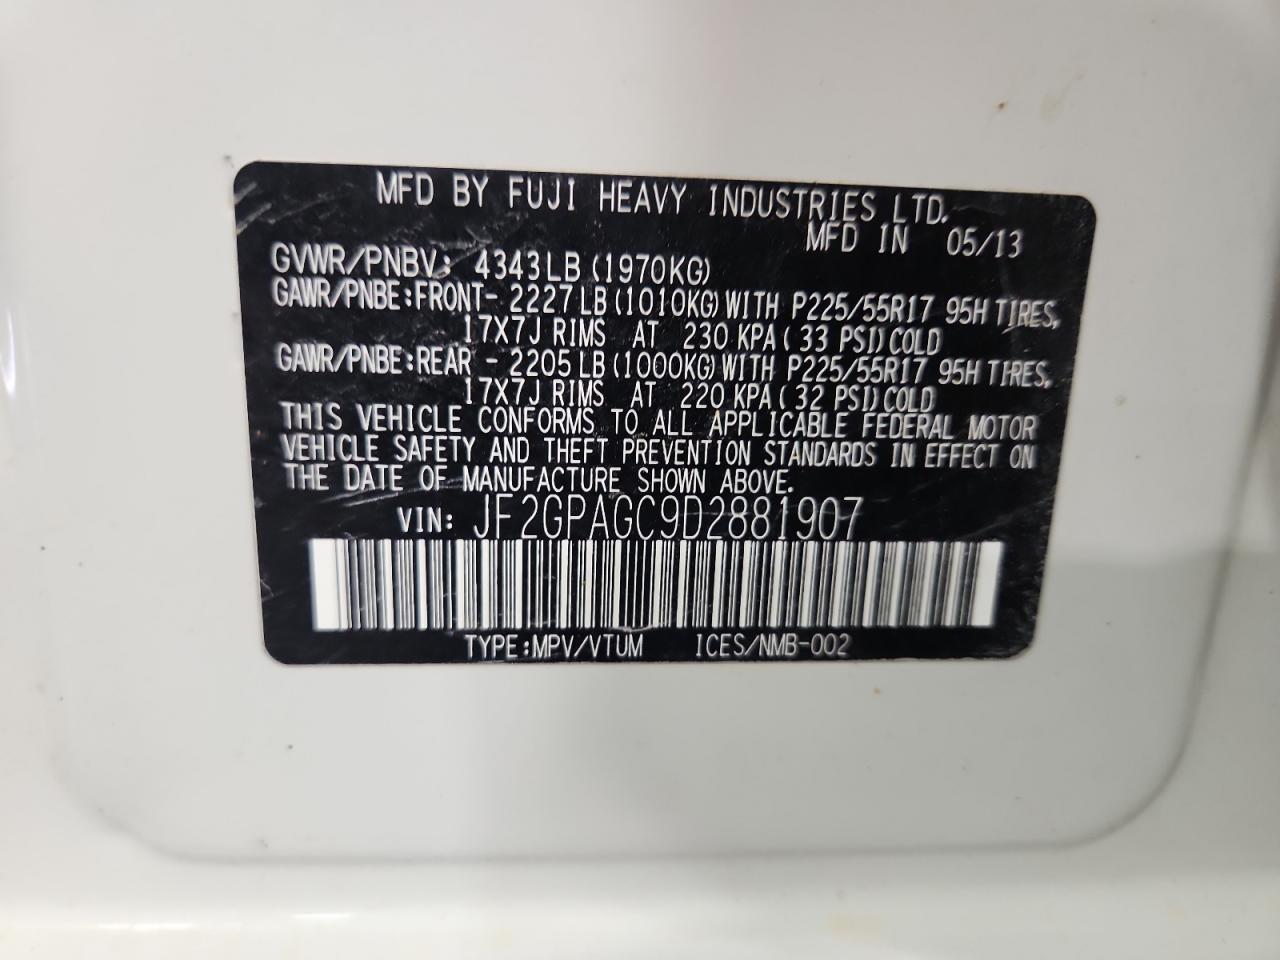 MFD BY FUJI HEAVY INDUSTRIES LTD.
MFD IN 05/13
GVWR/PNBV: 4343LB(1970KG)
GAWR/PNBE:FRONT- 2227LB(1010KG)WITH P225/55R17 95H TIRES,
17X7J RIMS AT 230 KPA( 33 PSI)COLD
GAWR/PNBE:REAR - 2205LB(1000KG)WITH P225/55R17 95H TIRES,
17X7J RIMS AT 220 KPA( 32 PSI)COLD
THIS VEHICLE CONFORMS TO ALL APPLICABLE FEDERAL MOTOR
VEHICLE SAFETY AND THEFT PREVENTION STANDARDS IN EFFECT ON
THE DATE OF MANUFACTURE SHOWN ABOVE.
VIN: JF2GPAGC9D2881907
TYPE:MPV/VTUM ICES/NMB-002